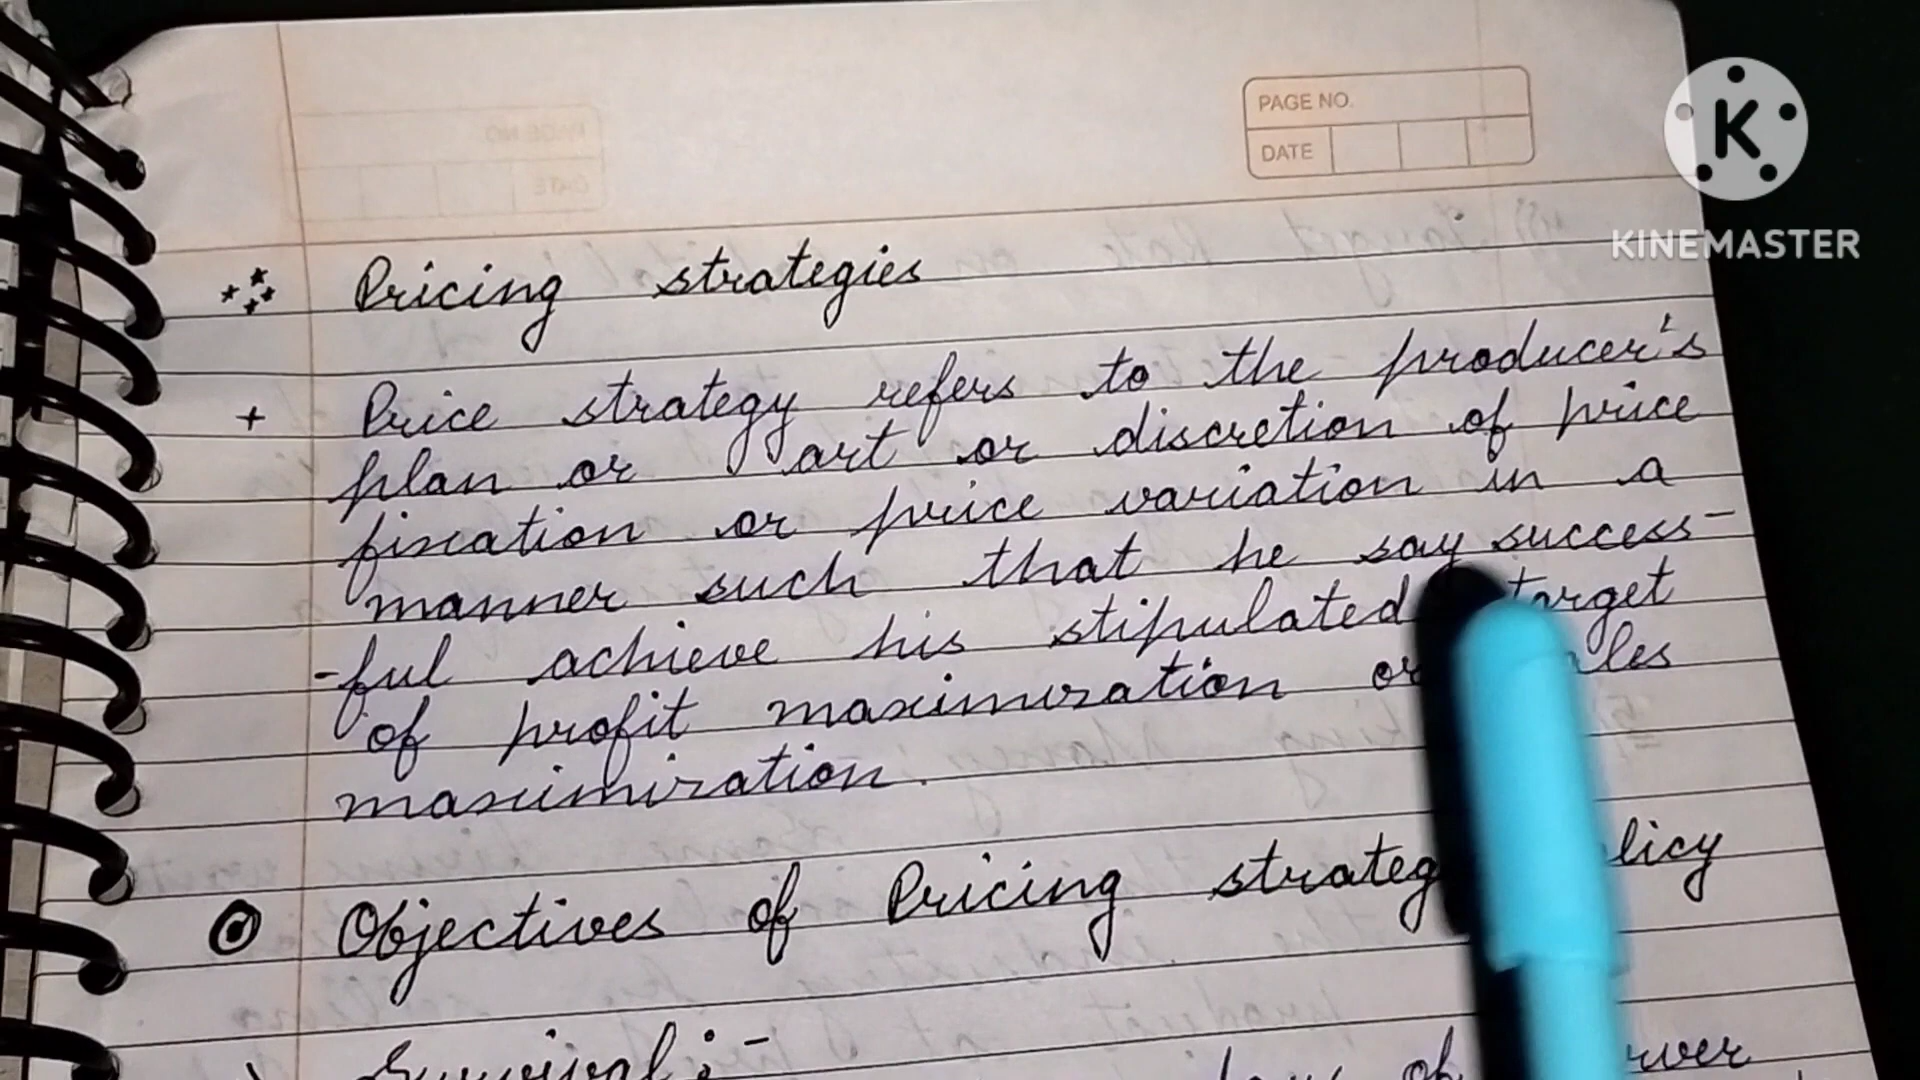 PAGE NO.
DATE
KINEMASTER
Pricing strategies
+ Price strategy refers to the producer's
plan or art or discretion of price
fixation or price variation in a
manner such that he say success-
-ful achieve his stipulated target
of profit maximization or
maximization.
Objectives of Pricing
Survival :-